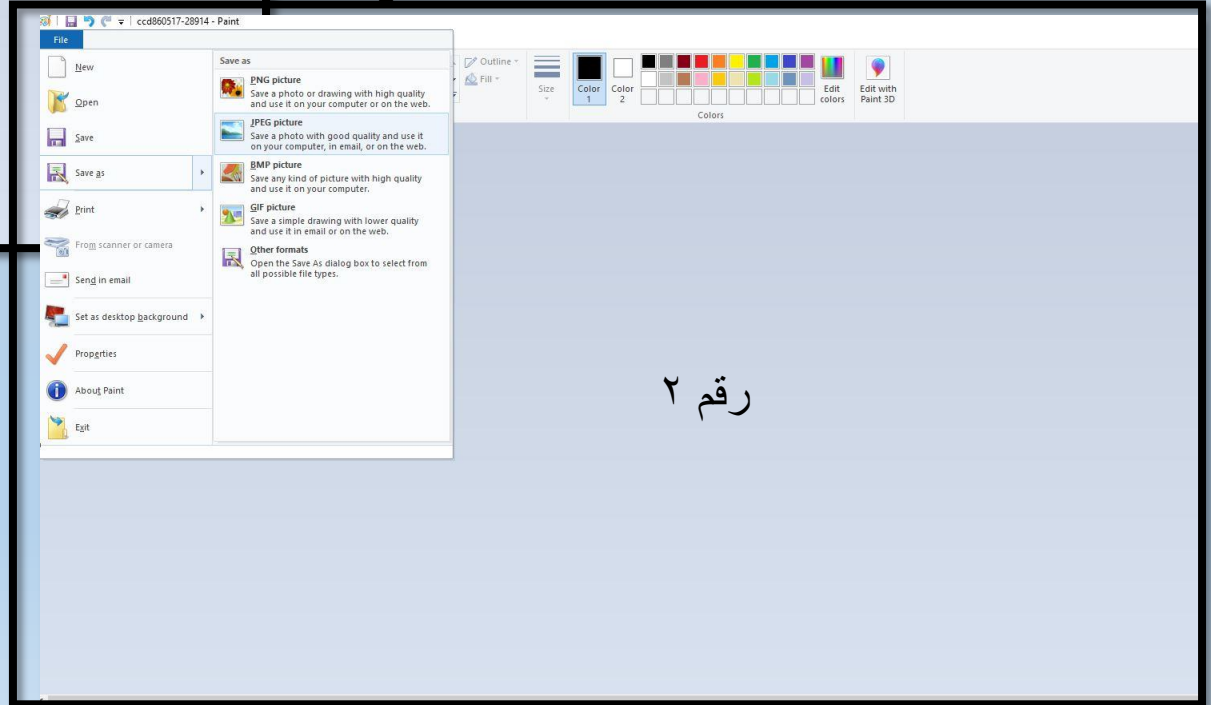 ccd860517-28914 - Paint
File
New
Open
Save
Save as
Print
From scanner or camera
Send in email
Set as desktop background
Properties
About Paint
Exit
Save as
PNG picture
Save a photo or drawing with high quality
and use it on your computer or on the web.
JPEG picture
Save a photo with good quality and use it
on your computer, in email, or on the web.
BMP picture
Save any kind of picture with high quality
and use it on your computer.
GIF picture
Save a simple drawing with lower quality
and use it in email or on the web.
Other formats
Open the Save As dialog box to select from
all possible file types.
Outline
Fill
Size
Color
1
Color
2
Edit
colors
Edit with
Paint 3D
Colors
رقم ٢